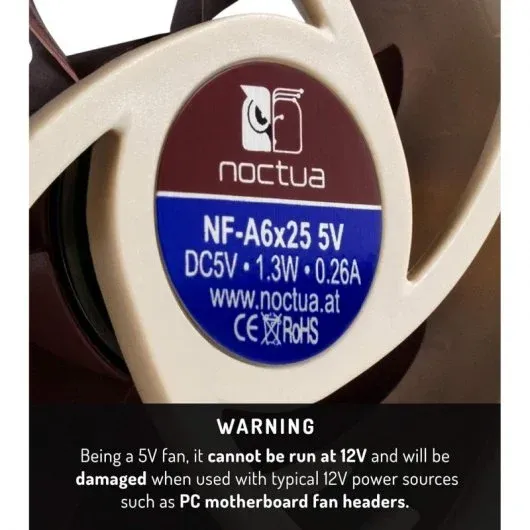 noctua
NF-A6x25 5V
DC5V • 1.3W • 0.26A
www.noctua.at
CE RoHS
WARNING
Being a 5V fan, it cannot be run at 12V and will be
damaged when used with typical 12V power sources
such as PC motherboard fan headers.